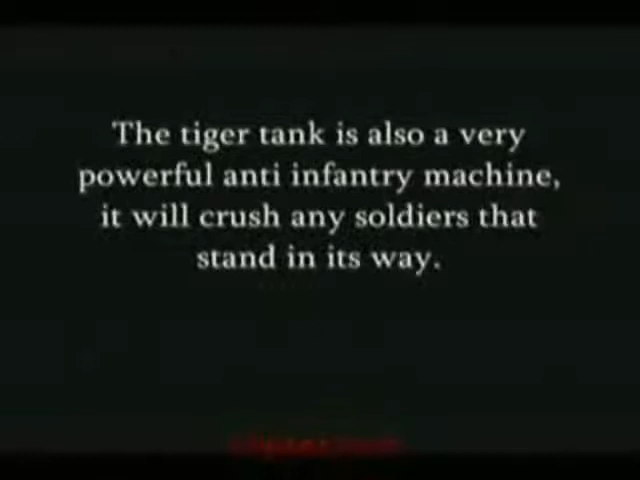 The tiger tank is also a very
powerful anti infantry machine,
it will crush any soldiers that
stand in its way.